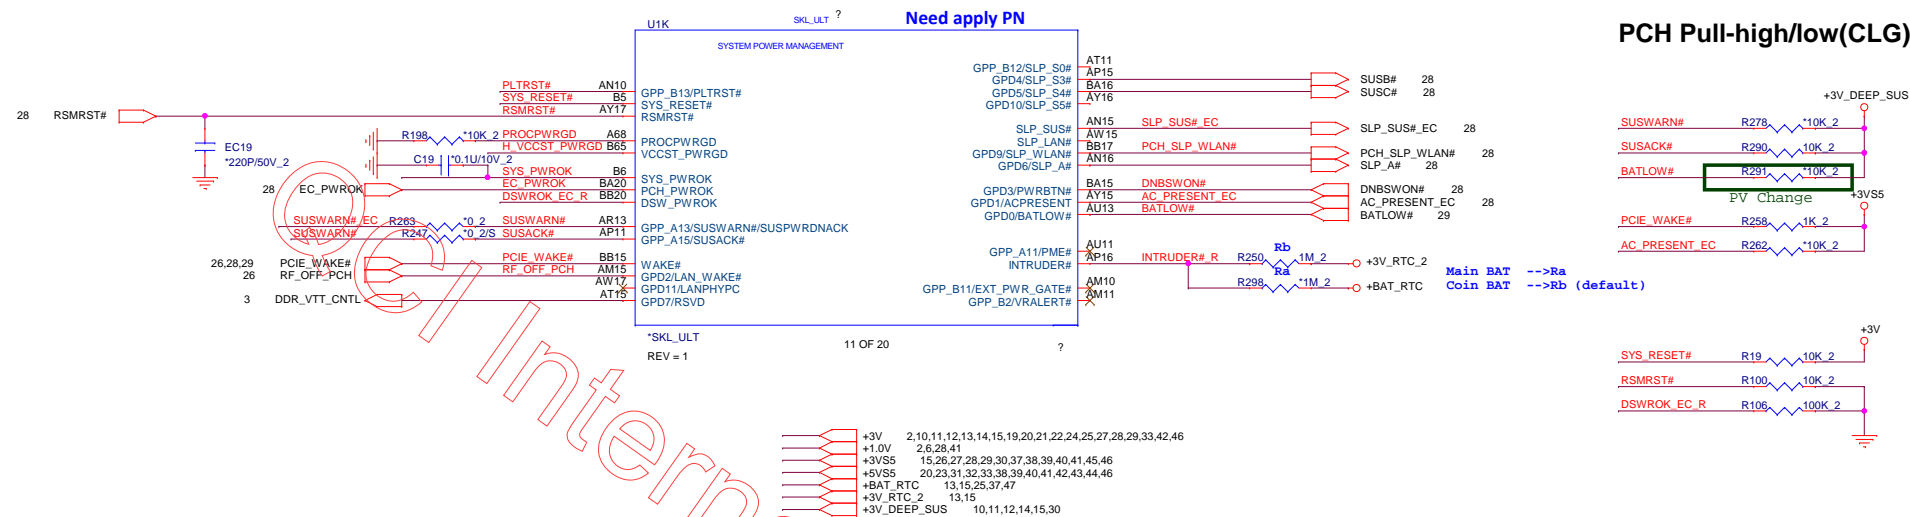 U1K
SKL_ULT ?
Need apply PN
PCH Pull-high/low(CLG)
SYSTEM POWER MANAGEMENT
28 RSMRST#
EC19
*220P/50V_2
PLTRST# AN10 GPP_B13/PLTRST#
SYS_RESET# B5 SYS_RESET#
RSMRST# AY17 RSMRST#
R198 *10K_2 PROCPWRGD A68 PROCPWRGD
H_VCCST_PWRGD B65 VCCST_PWRGD
C19 *0.1U/10V_2
SYS_PWROK B6 SYS_PWROK
28 EC_PWROK EC_PWROK BA20 PCH_PWROK
DSWROK_EC_R BB20 DSW_PWROK
SUSWARN#_EC R263 *0_2 SUSWARN# AR13 GPP_A13/SUSWARN#/SUSPWRDNACK
SUSWARN# R247 *0_2/S SUSACK# AP11 GPP_A15/SUSACK#
26,28,29 PCIE_WAKE# PCIE_WAKE# BB15 WAKE#
26 RF_OFF_PCH RF_OFF_PCH AM15 GPD2/LAN_WAKE#
AW17 GPD11/LANPHYPC
3 DDR_VTT_CNTL AT15 GPD7/RSVD
GPP_B12/SLP_S0# AT11
GPD4/SLP_S3# AP15 SUSB# 28
GPD5/SLP_S4# BA16 SUSC# 28
GPD10/SLP_S5# AY16
SLP_SUS# AN15 SLP_SUS#_EC SLP_SUS#_EC 28
SLP_LAN# AW15
GPD9/SLP_WLAN# BB17 PCH_SLP_WLAN# PCH_SLP_WLAN# 28
GPD6/SLP_A# AN16 SLP_A# 28
GPD3/PWRBTN# BA15 DNBSWON# DNBSWON# 28
GPD1/ACPRESENT AY15 AC_PRESENT_EC AC_PRESENT_EC 28
GPD0/BATLOW# AU13 BATLOW# BATLOW# 29
GPP_A11/PME# AU11
INTRUDER# AP16 INTRUDER#_R R250 Rb 1M_2 +3V_RTC_2
Ra R298 *1M_2 +BAT_RTC
GPP_B11/EXT_PWR_GATE# AM10
GPP_B2/VRALERT# AM11
Main BAT -->Ra
Coin BAT -->Rb (default)
*SKL_ULT
REV = 1
11 OF 20
?
+3V_DEEP_SUS
SUSWARN# R278 *10K_2
SUSACK# R290 10K_2
BATLOW# R291 *10K_2
PV Change
+3VS5
PCIE_WAKE# R258 1K_2
AC_PRESENT_EC R262 *10K_2
+3V
SYS_RESET# R19 10K_2
RSMRST# R100 10K_2
DSWROK_EC_R R106 100K_2
+3V 2,10,11,12,13,14,15,19,20,21,22,24,25,27,28,29,33,42,46
+1.0V 2,6,28,41
+3VS5 15,26,27,28,29,30,37,38,39,40,41,45,46
+5VS5 20,23,31,32,33,38,39,40,41,42,43,44,46
+BAT_RTC 13,15,25,37,47
+3V_RTC_2 13,15
+3V_DEEP_SUS 10,11,12,14,15,30